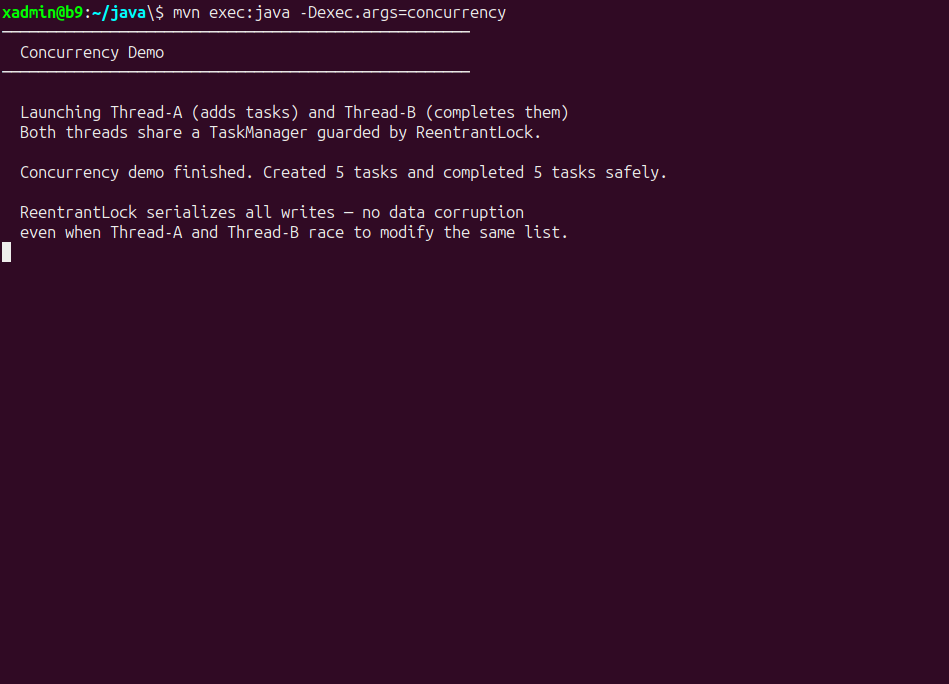 xadmin@b9:~/java\$ mvn exec:java -Dexec.args=concurrency
Concurrency Demo
Launching Thread-A (adds tasks) and Thread-B (completes them)
Both threads share a TaskManager guarded by ReentrantLock.
Concurrency demo finished. Created 5 tasks and completed 5 tasks safely.
ReentrantLock serializes all writes — no data corruption
even when Thread-A and Thread-B race to modify the same list.